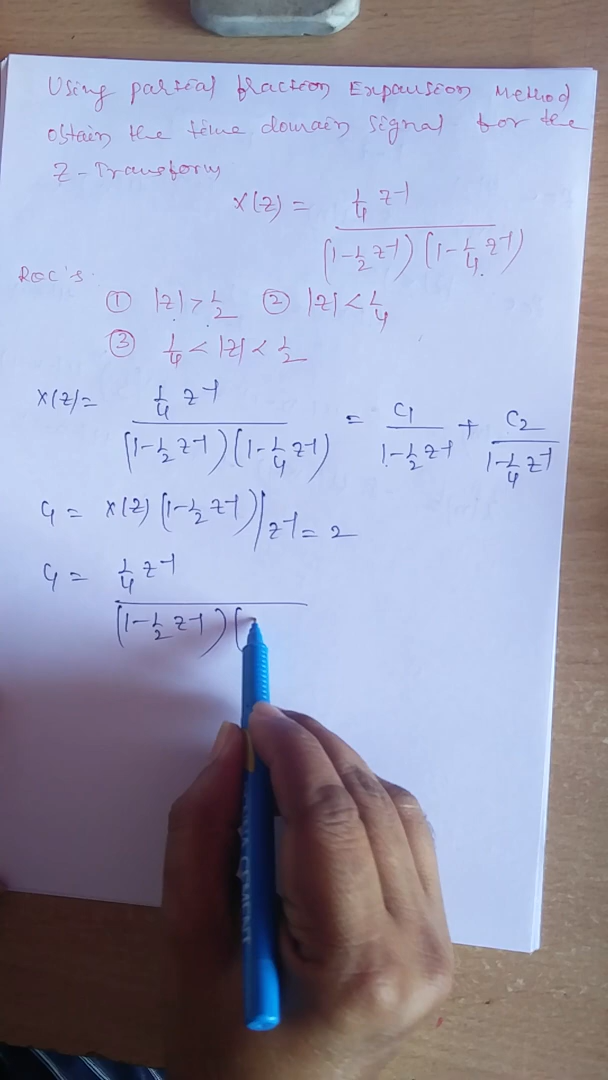 Using partial fraction Expansion Method
obtain the time domain signal for the
Z-Transform
X(Z) = 1/4 z⁻¹ / (1-1/2 z⁻¹) (1-1/4 z⁻¹)
ROC's
① |z| > 1/2 ② |z| < 1/4
③ 1/4 < |z| < 1/2
X(Z) = 1/4 z⁻¹ / (1-1/2 z⁻¹) (1-1/4 z⁻¹) = C1 / 1-1/2 z⁻¹ + C2 / 1-1/4 z⁻¹
C1 = X(Z) (1-1/2 z⁻¹) | z⁻¹ = 2
C1 = 1/4 z⁻¹ / (1-1/2 z⁻¹) (